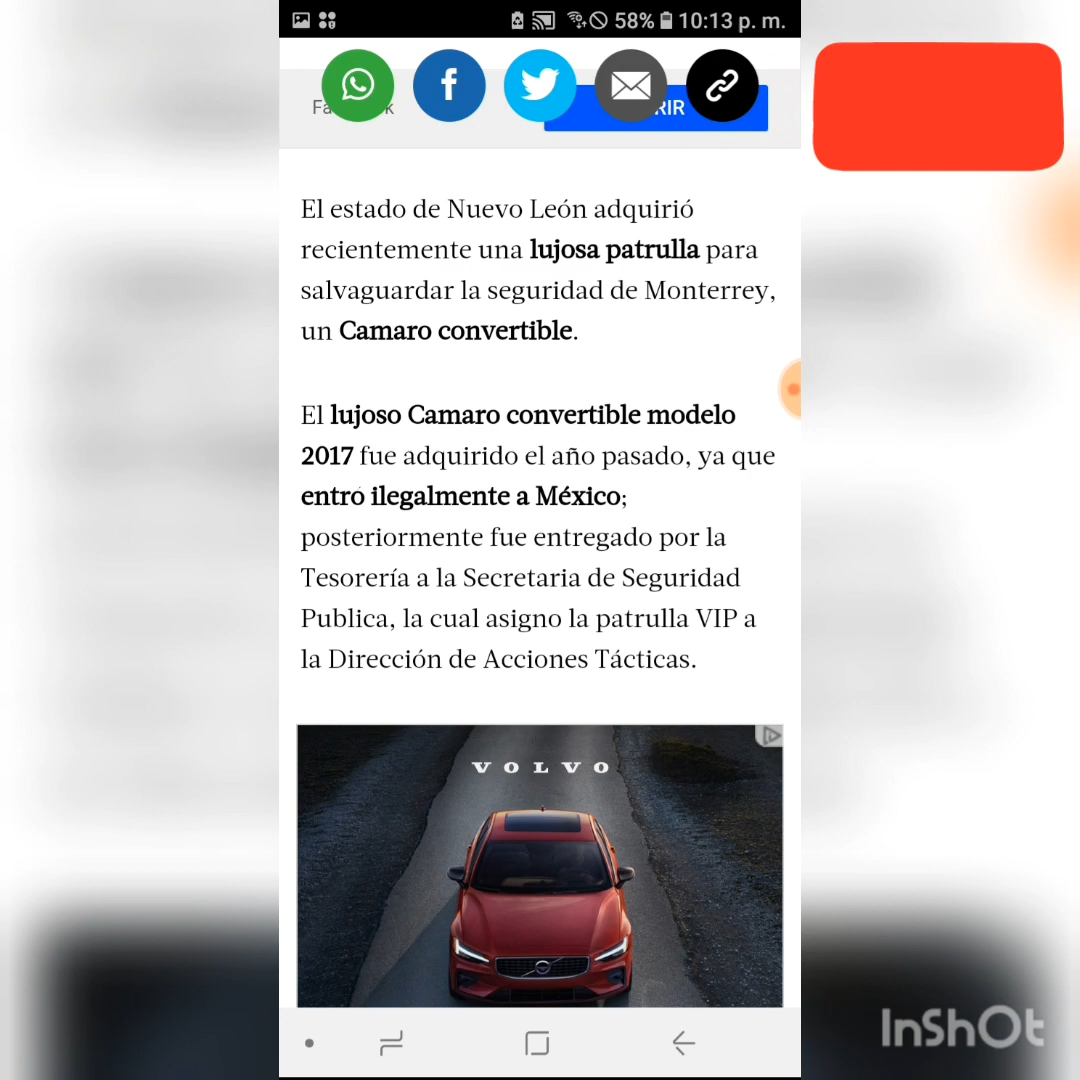 58% 10:13 p. m.
Fa k
RIR
El estado de Nuevo León adquirió
recientemente una lujosa patrulla para
salvaguardar la seguridad de Monterrey,
un Camaro convertible.
El lujoso Camaro convertible modelo
2017 fue adquirido el año pasado, ya que
entró ilegalmente a México;
posteriormente fue entregado por la
Tesorería a la Secretaria de Seguridad
Publica, la cual asigno la patrulla VIP a
la Dirección de Acciones Tácticas.
VOLVO
InShOt